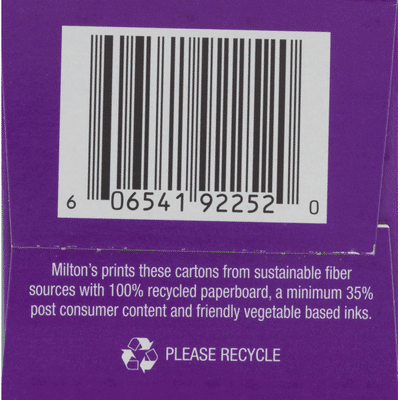 6 06541 92252 0
Milton's prints these cartons from sustainable fiber
sources with 100% recycled paperboard, a minimum 35%
post consumer content and friendly vegetable based inks.
PLEASE RECYCLE